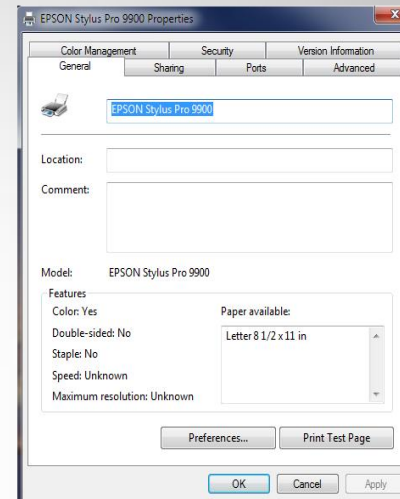 EPSON Stylus Pro 9900 Properties
Color Management Security Version Information
General Sharing Ports Advanced
EPSON Stylus Pro 9900
Location:
Comment:
Model: EPSON Stylus Pro 9900
Features
Color: Yes Paper available:
Double-sided: No Letter 8 1/2 x 11 in
Staple: No
Speed: Unknown
Maximum resolution: Unknown
Preferences... Print Test Page
OK Cancel Apply